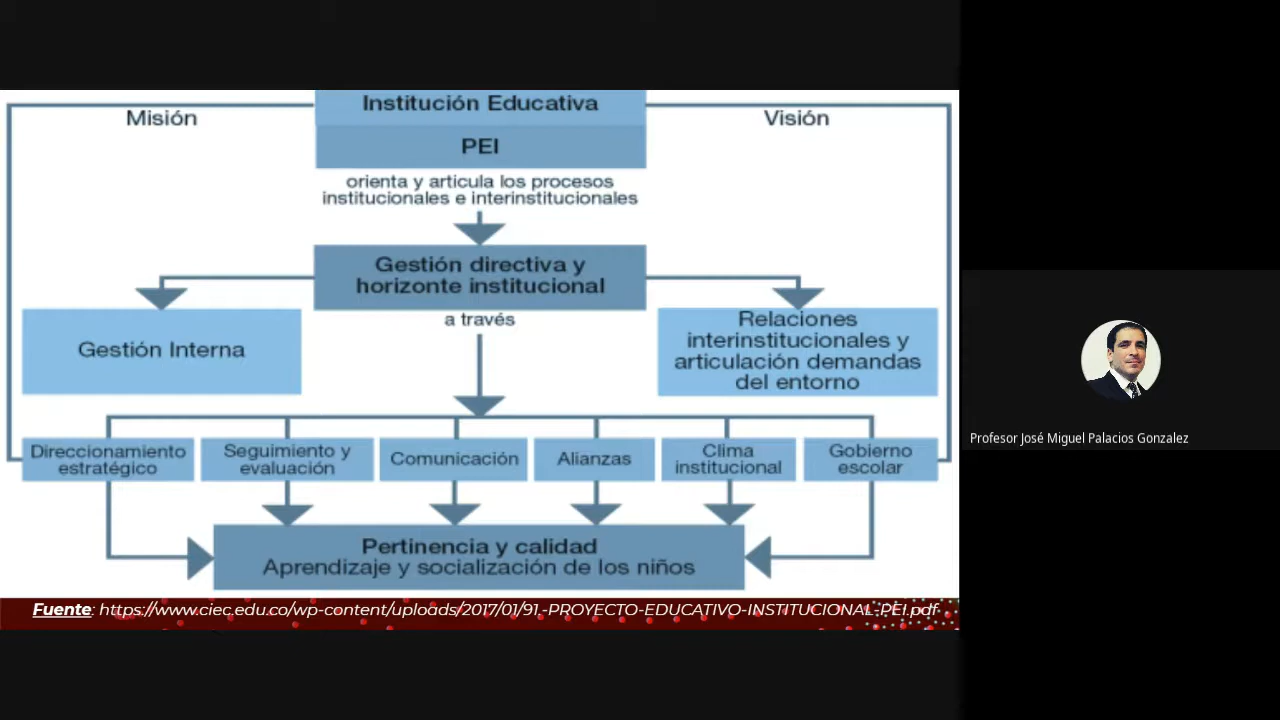 Institución Educativa
Misión
Visión
PEI
orienta y articula los procesos
institucionales e interinstitucionales
Gestión directiva y
horizonte institucional
a través
Gestión Interna
Relaciones
interinstitucionales y
articulación demandas
del entorno
Direccionamiento
estratégico
Seguimiento y
evaluación
Comunicación
Alianzas
Clima
institucional
Gobierno
escolar
Pertinencia y calidad
Aprendizaje y socialización de los niños
Fuente: https://www.ciec.edu.co/wp-content/uploads/2017/01/91.-PROYECTO-EDUCATIVO-INSTITUCIONAL-PEI.pdf
Profesor José Miguel Palacios Gonzalez